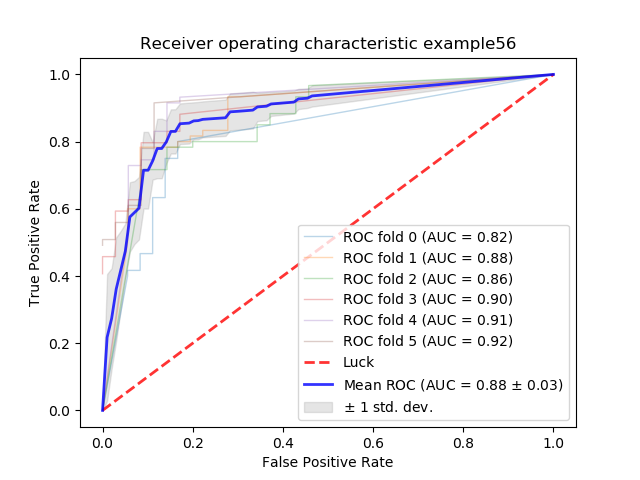 Receiver operating characteristic example56
True Positive Rate
1.0
0.8
0.6
0.4
0.2
0.0
ROC fold 0 (AUC = 0.82)
ROC fold 1 (AUC = 0.88)
ROC fold 2 (AUC = 0.86)
ROC fold 3 (AUC = 0.90)
ROC fold 4 (AUC = 0.91)
ROC fold 5 (AUC = 0.92)
Luck
Mean ROC (AUC = 0.88 ± 0.03)
± 1 std. dev.
0.0 0.2 0.4 0.6 0.8 1.0
False Positive Rate